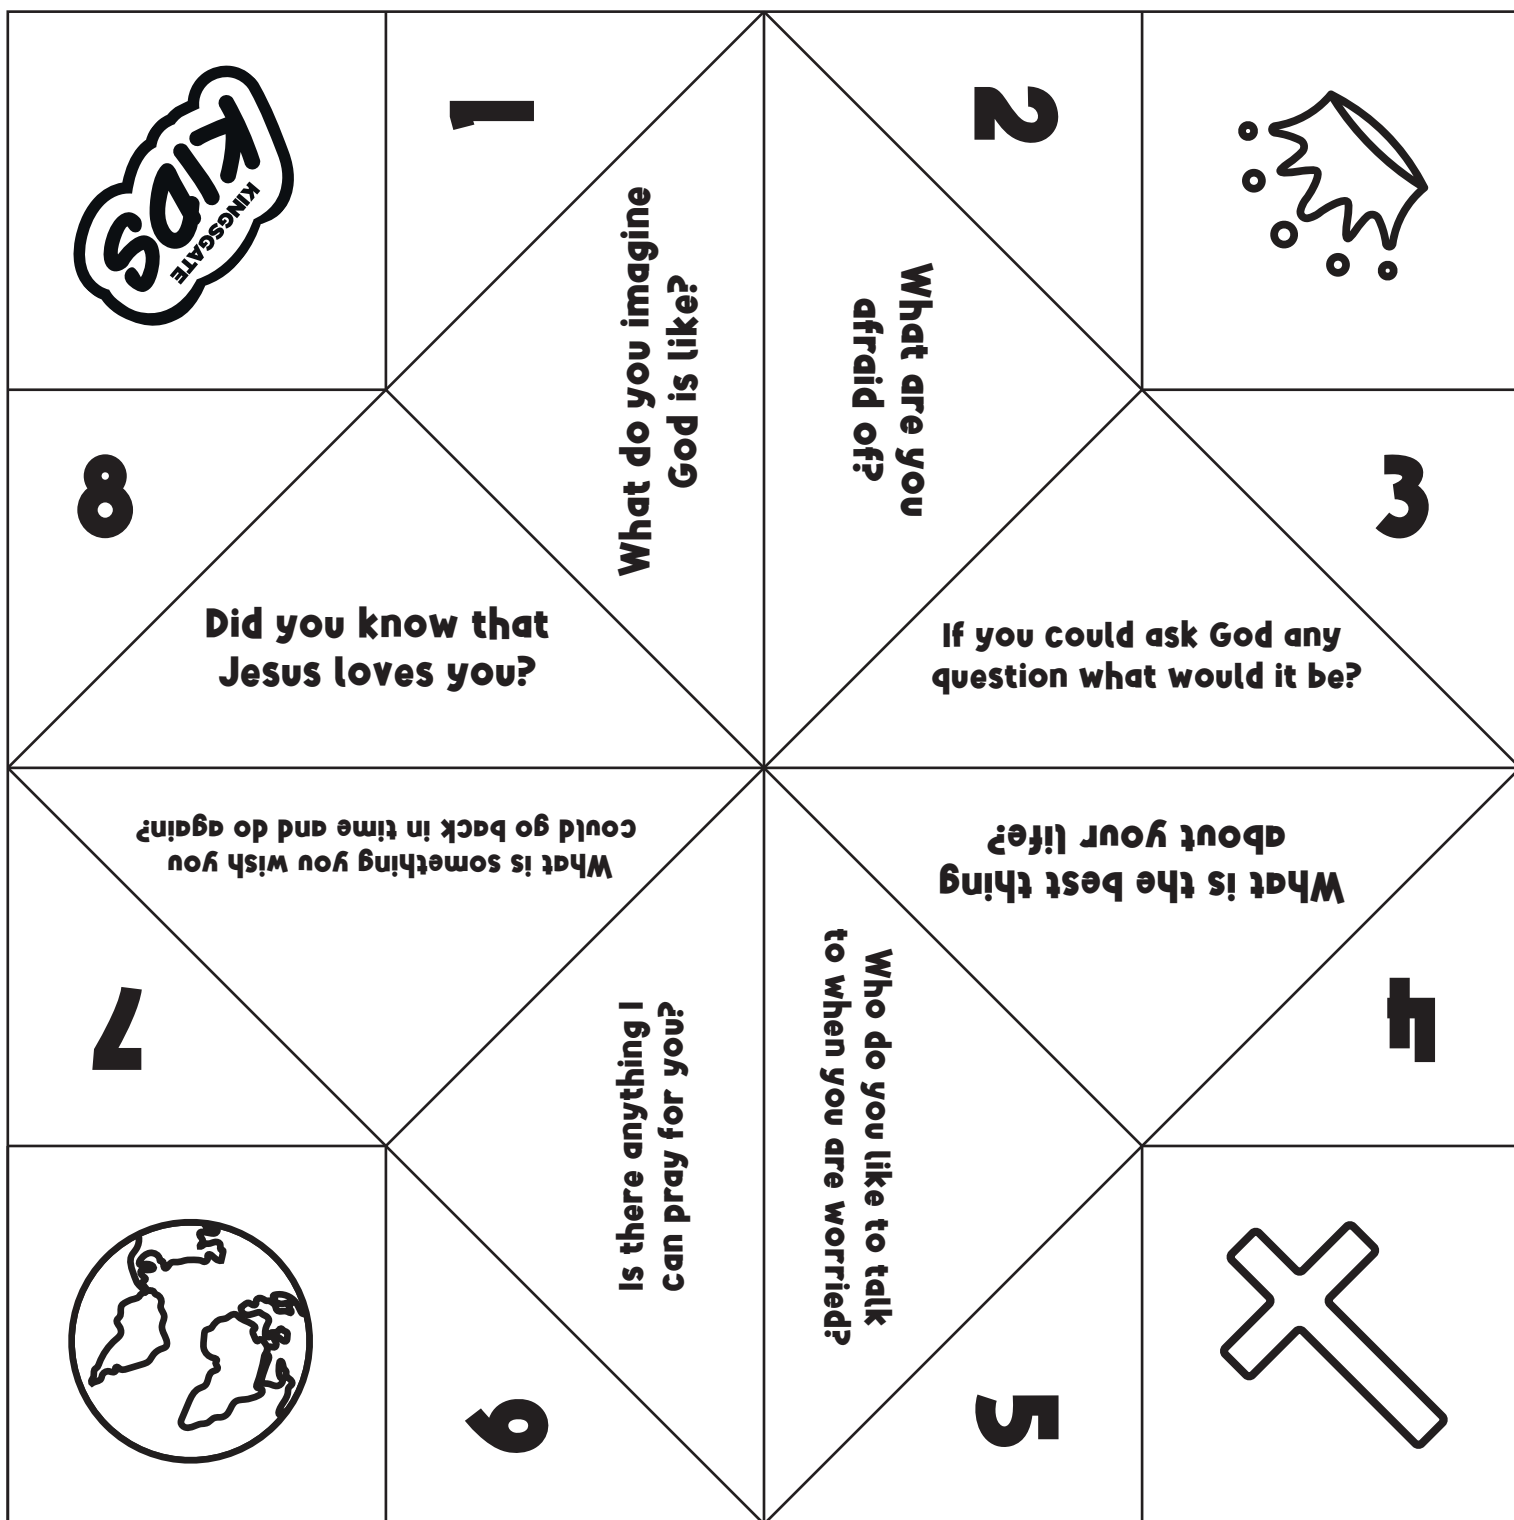 KINGSGATE
KIDS
1
What do you imagine
God is like?
2
What are you
afraid of?
3
If you could ask God any
question what would it be?
4
What is the best thing
about your life?
5
Who do you like to talk
to when you are worried?
6
Is there anything I
can pray for you?
7
What is something you wish you
could go back in time and do again?
8
Did you know that
Jesus loves you?